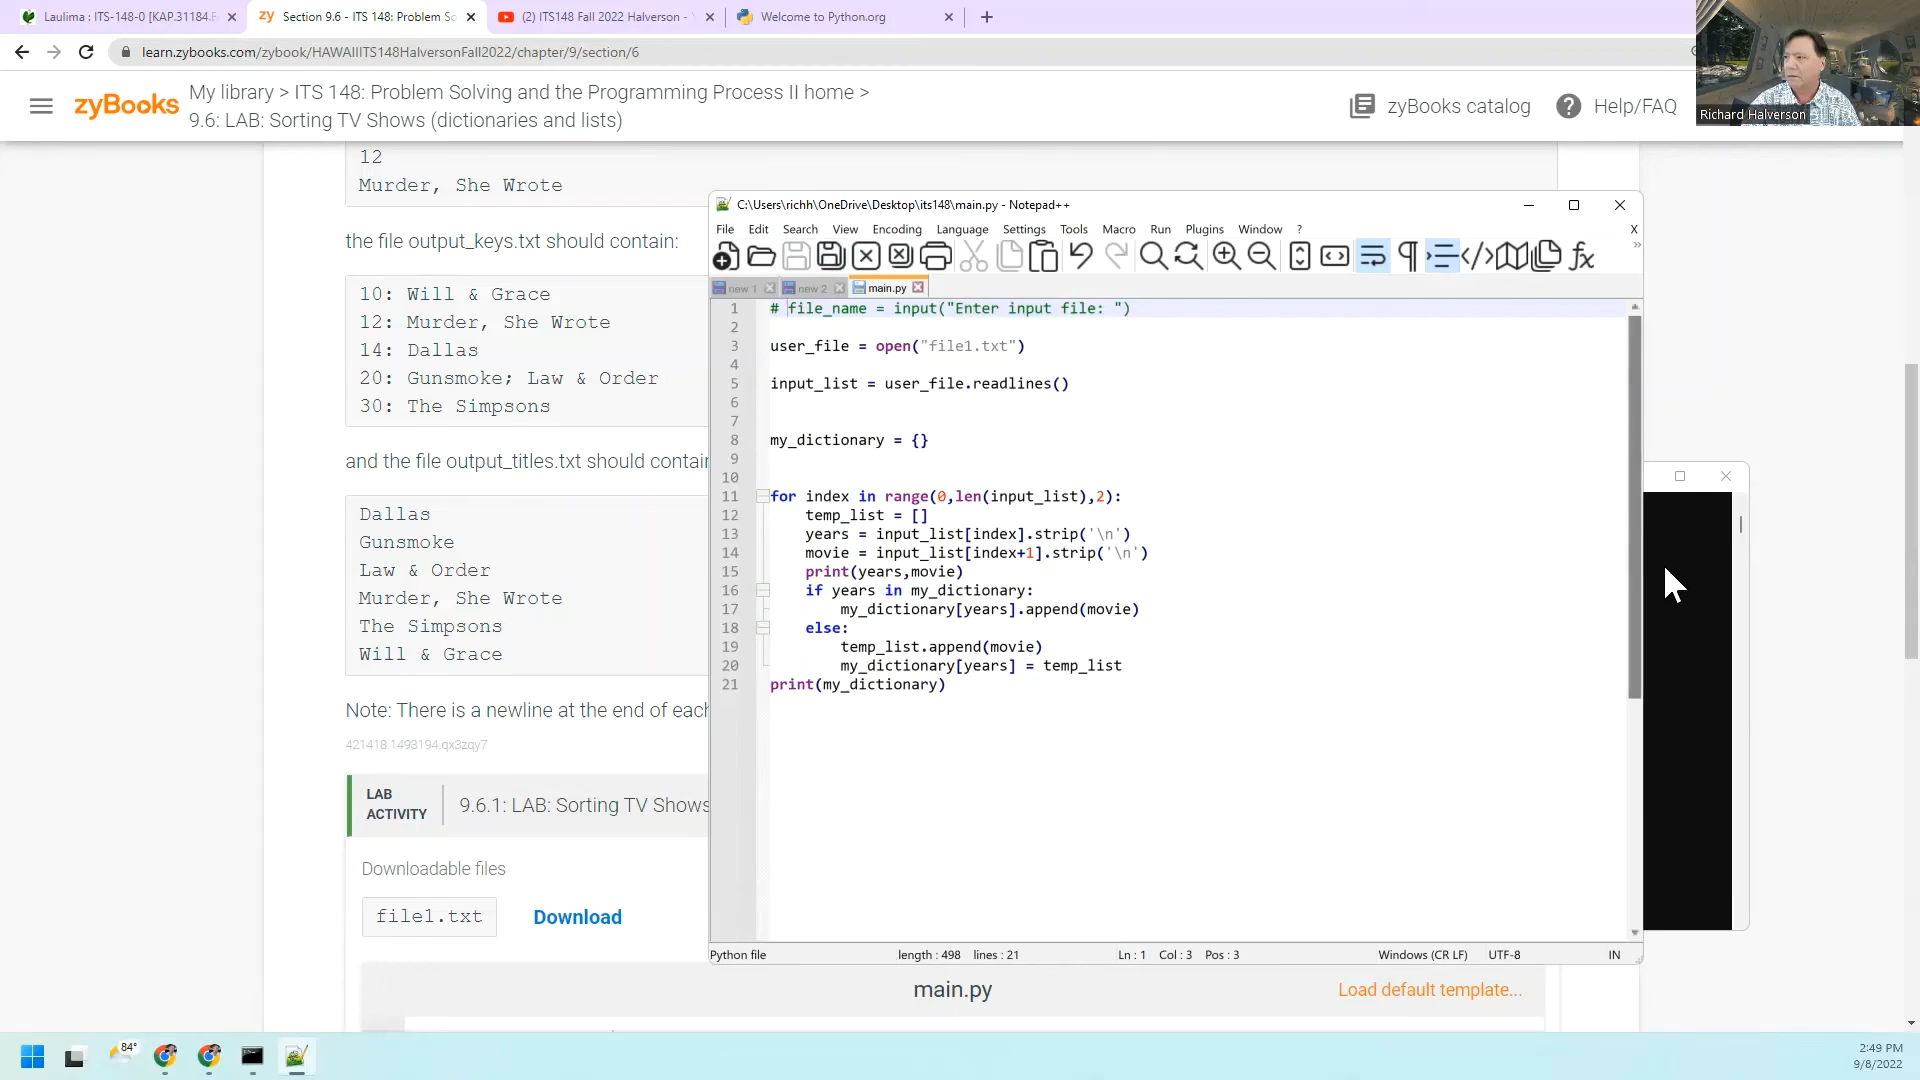 Laulima : ITS-148-0 [KAP.31184.F
zy Section 9.6 - ITS 148: Problem So
(2) ITS148 Fall 2022 Halverson -
Welcome to Python.org
learn.zybooks.com/zybook/HAWAIIITS148HalversonFall2022/chapter/9/section/6
zyBooks
My library > ITS 148: Problem Solving and the Programming Process II home >
9.6: LAB: Sorting TV Shows (dictionaries and lists)
zyBooks catalog
Help/FAQ
Richard Halverson
12
Murder, She Wrote
the file output_keys.txt should contain:
10: Will & Grace
12: Murder, She Wrote
14: Dallas
20: Gunsmoke; Law & Order
30: The Simpsons
and the file output_titles.txt should contain
Dallas
Gunsmoke
Law & Order
Murder, She Wrote
The Simpsons
Will & Grace
Note: There is a newline at the end of each
421418.1493194.qx3zqy7
LAB ACTIVITY
9.6.1: LAB: Sorting TV Shows
Downloadable files
file1.txt
Download
main.py
Load default template...
C:\Users\richh\OneDrive\Desktop\its148\main.py - Notepad++
File Edit Search View Encoding Language Settings Tools Macro Run Plugins Window ? X
new 1 new 2 main.py
1 # file_name = input("Enter input file: ")
2
3 user_file = open("file1.txt")
4
5 input_list = user_file.readlines()
6
7
8 my_dictionary = {}
9
10
11 for index in range(0,len(input_list),2):
12 temp_list = []
13 years = input_list[index].strip('\n')
14 movie = input_list[index+1].strip('\n')
15 print(years,movie)
16 if years in my_dictionary:
17 my_dictionary[years].append(movie)
18 else:
19 temp_list.append(movie)
20 my_dictionary[years] = temp_list
21 print(my_dictionary)
Python file length : 498 lines : 21 Ln : 1 Col : 3 Pos : 3 Windows (CR LF) UTF-8 IN
84°
2:49 PM
9/8/2022